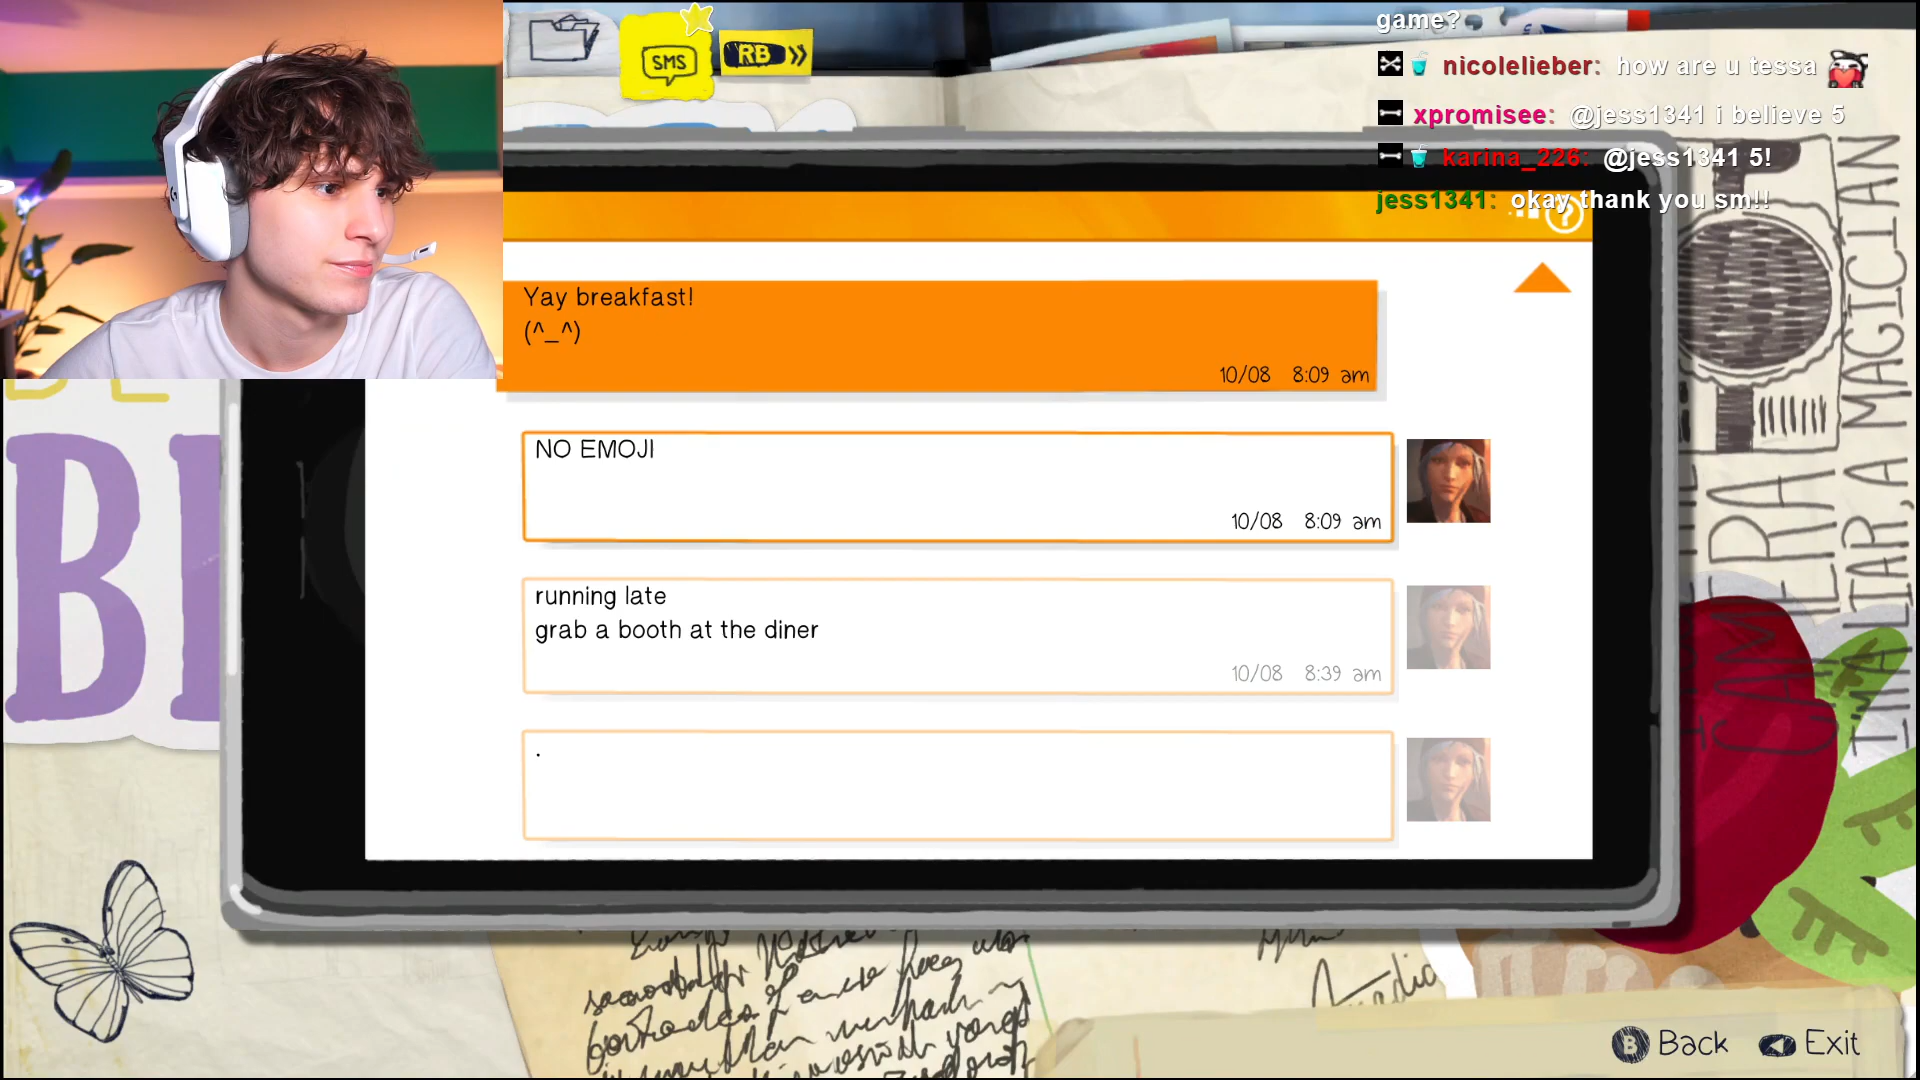 SMS
RB
game?
nicolelieber: how are u tessa
xpromisee: @jess1341 i believe 5
karina_226: @jess1341 5!
jess1341: okay thank you sm!!
Yay breakfast!
(^_^)
10/08 8:09 am
NO EMOJI
10/08 8:09 am
running late
grab a booth at the diner
10/08 8:39 am
.
CAMERA
I'M ALTAR, A MAGICIAN
B Back
Exit